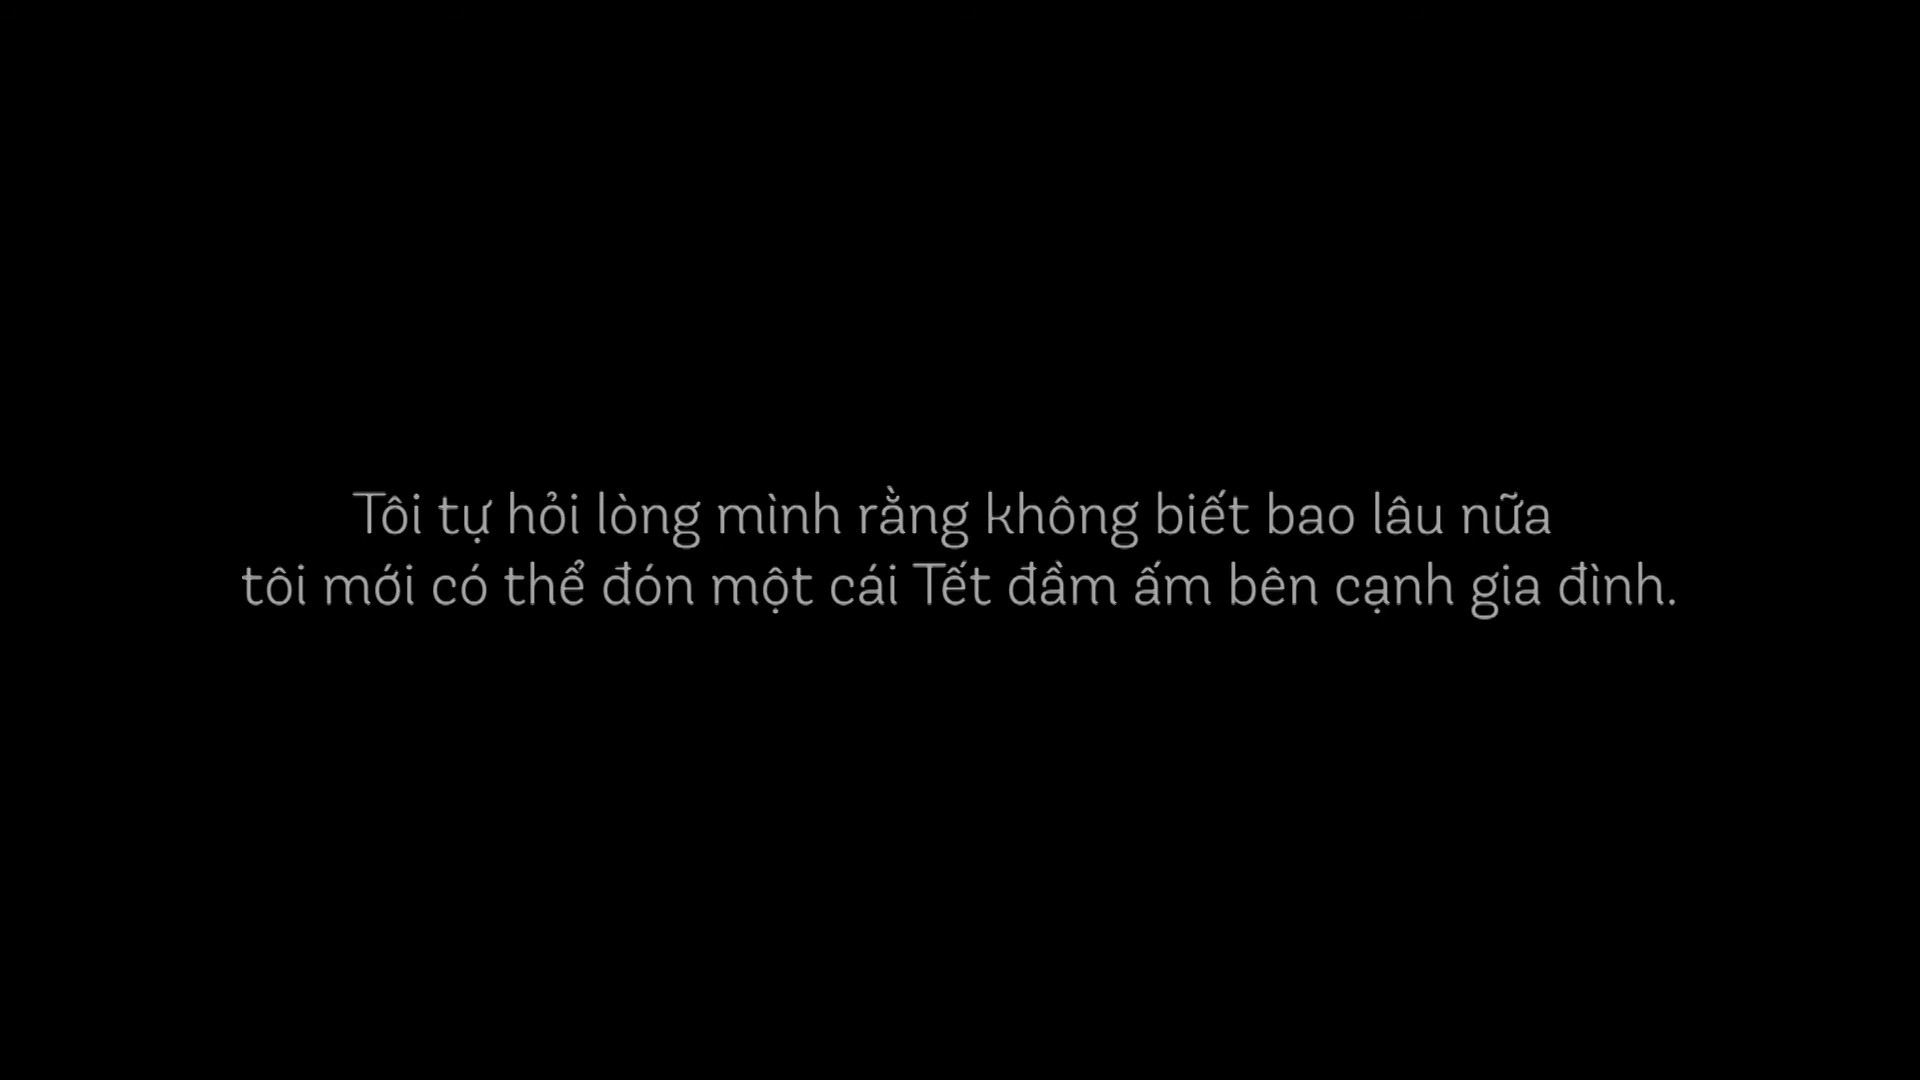 Tôi tự hỏi lòng mình rằng không biết bao lâu nữa
tôi mới có thể đón một cái Tết đầm ấm bên cạnh gia đình.